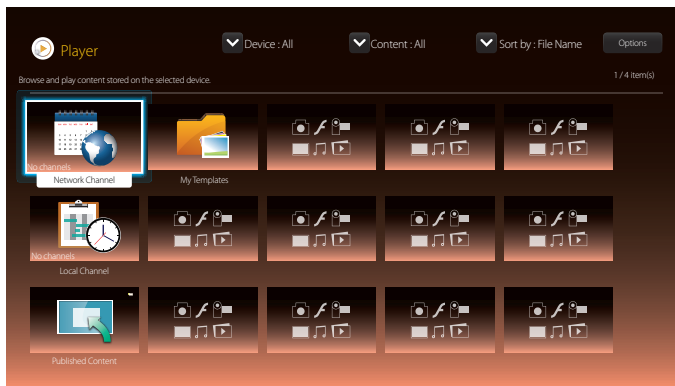 Player
Device : All
Content : All
Sort by : File Name
Options
Browse and play content stored on the selected device.
1 / 4 item(s)
No channels
Network Channel
My Templates
No channels
Local Channel
Published Content